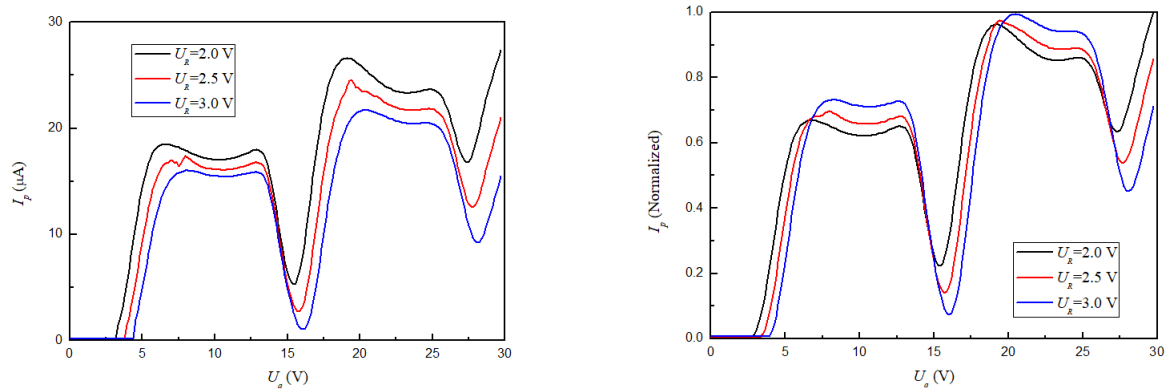 30
20
10
0
I_p (μA)
U_R=2.0 V
U_R=2.5 V
U_R=3.0 V
0 5 10 15 20 25 30
U_a (V)
1.0
0.8
0.6
0.4
0.2
0.0
I_p (Normalized)
U_R=2.0 V
U_R=2.5 V
U_R=3.0 V
0 5 10 15 20 25 30
U_a (V)